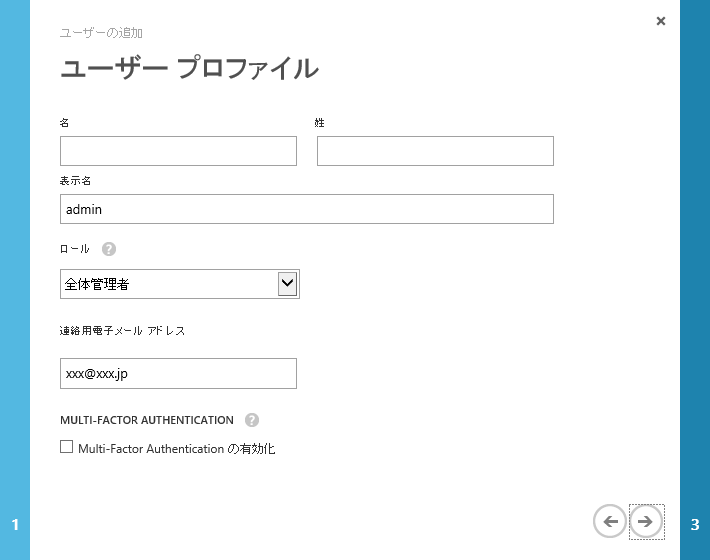 ユーザーの追加
ユーザー プロファイル
名 姓
表示名
admin
ロール ?
全体管理者
連絡用電子メール アドレス
xxx@xxx.jp
MULTI-FACTOR AUTHENTICATION ?
Multi-Factor Authentication の有効化
1 3